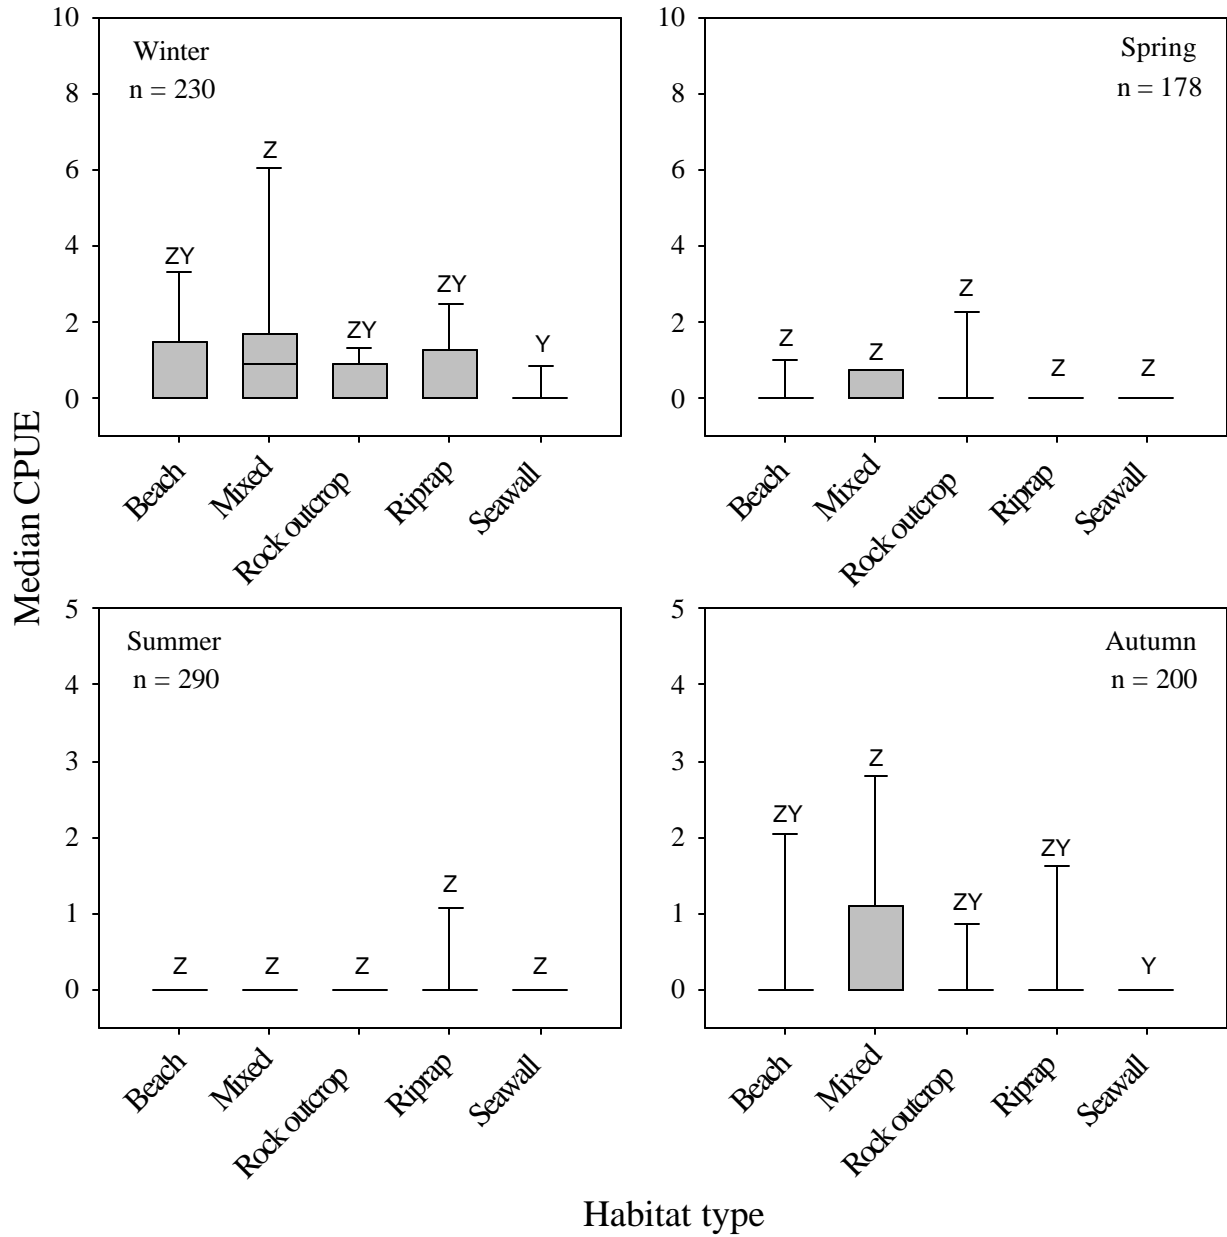 Median CPUE
10
8
6
4
2
0
Winter
n = 230
ZY
Z
ZY
ZY
Y
Beach
Mixed
Rock outcrop
Riprap
Seawall
10
8
6
4
2
0
Spring
n = 178
Z
Z
Z
Z
Z
Beach
Mixed
Rock outcrop
Riprap
Seawall
5
4
3
2
1
0
Summer
n = 290
Z
Z
Z
Z
Z
Beach
Mixed
Rock outcrop
Riprap
Seawall
5
4
3
2
1
0
Autumn
n = 200
ZY
Z
ZY
ZY
Y
Beach
Mixed
Rock outcrop
Riprap
Seawall
Habitat type